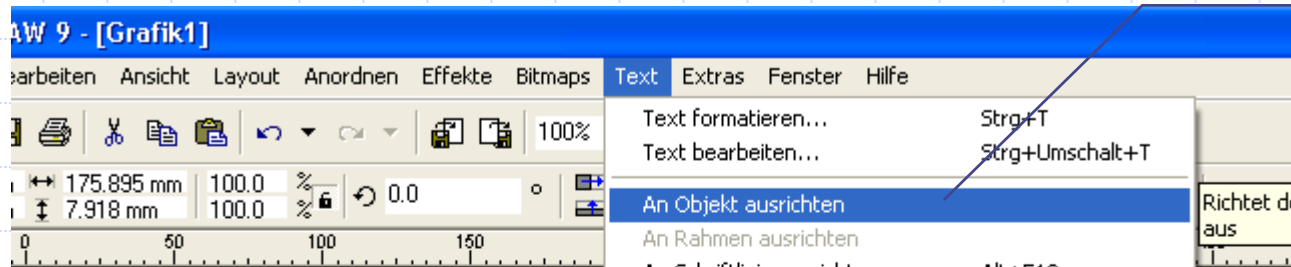 AW 9 - [Grafik1]
earbeiten Ansicht Layout Anordnen Effekte Bitmaps Text Extras Fenster Hilfe
100%
Text formatieren... Strg+T
Text bearbeiten... Strg+Umschalt+T
175.895 mm 100.0 % 0.0 °
7.918 mm 100.0 %
An Objekt ausrichten
Richtet de
aus
An Rahmen ausrichten
0 50 100 150